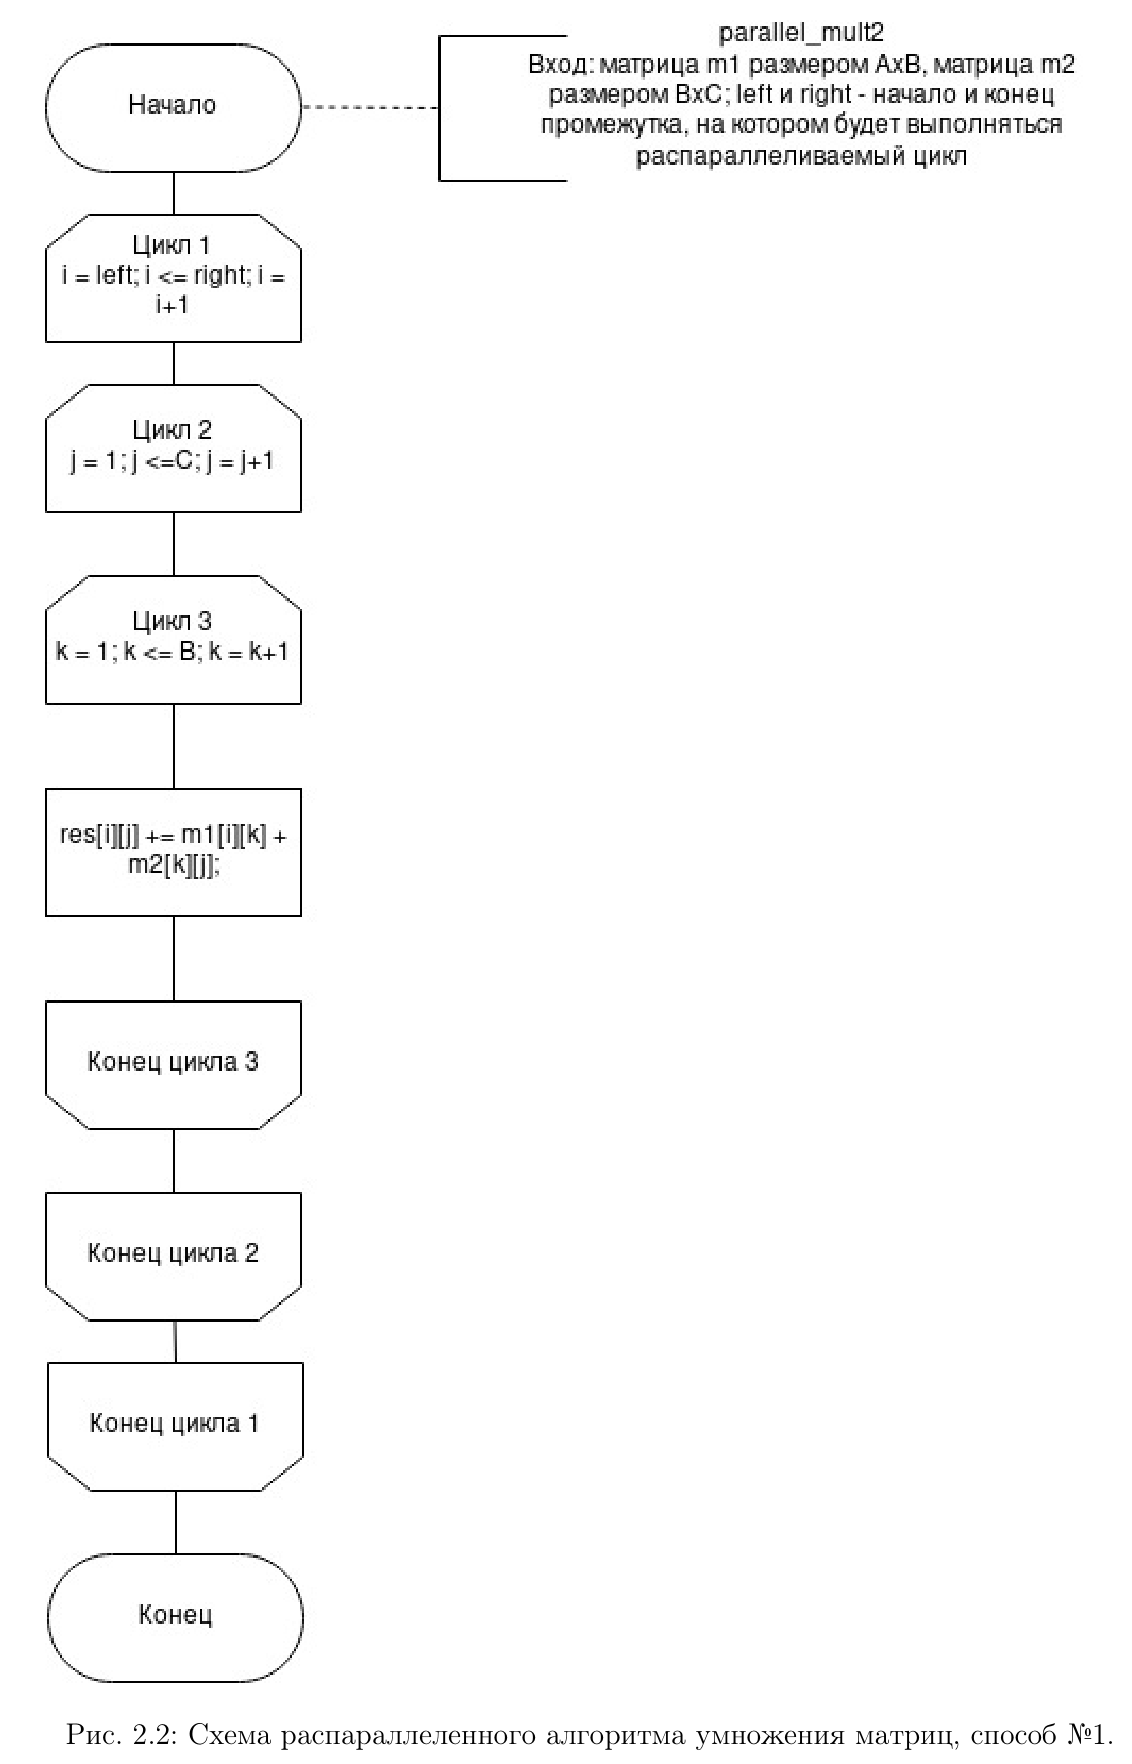 parallel_mult2
Вход: матрица m1 размером AxB, матрица m2
размером BxC; left и right - начало и конец
промежутка, на котором будет выполняться
распараллеливаемый цикл
Начало
Цикл 1
i = left; i <= right; i =
i+1
Цикл 2
j = 1; j <=C; j = j+1
Цикл 3
k = 1; k <= B; k = k+1
res[i][j] += m1[i][k] +
m2[k][j];
Конец цикла 3
Конец цикла 2
Конец цикла 1
Конец
Рис. 2.2: Схема распараллеленного алгоритма умножения матриц, способ №1.